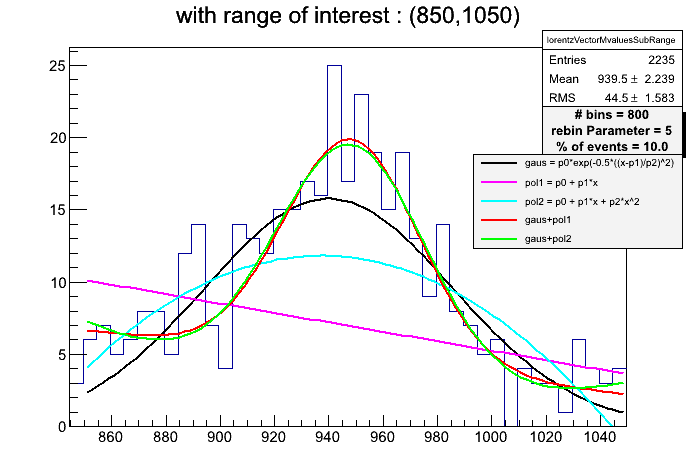 with range of interest : (850,1050)
lorentzVectorMvaluesSubRange
Entries 2235
Mean 939.5 ± 2.239
RMS 44.5 ± 1.583
# bins = 800
rebin Parameter = 5
% of events = 10.0
gaus = p0*exp(-0.5*((x-p1)/p2)^2)
pol1 = p0 + p1*x
pol2 = p0 + p1*x + p2*x^2
gaus+pol1
gaus+pol2
25
20
15
10
5
0
860 880 900 920 940 960 980 1000 1020 1040